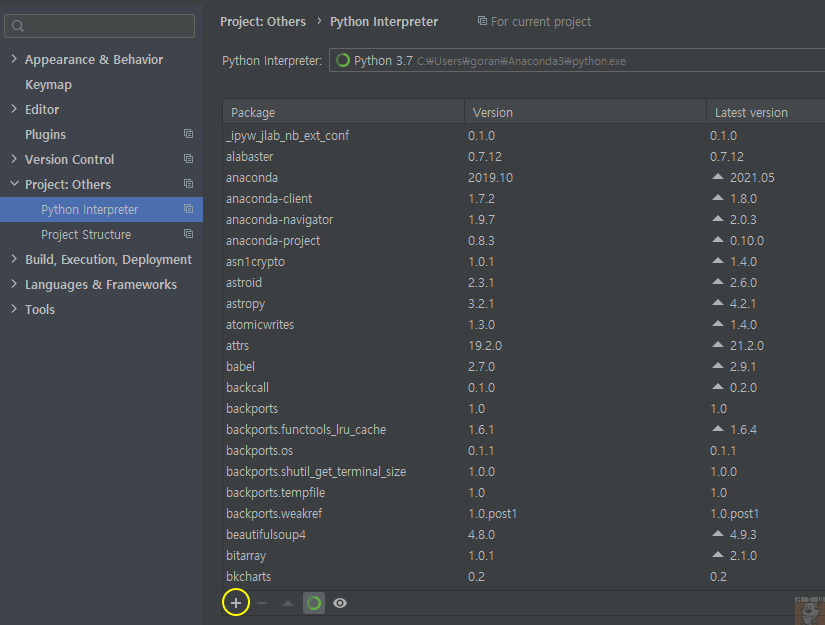 Project: Others › Python Interpreter For current project
Appearance & Behavior
Keymap
Editor
Plugins
Version Control
Project: Others
Python Interpreter
Project Structure
Build, Execution, Deployment
Languages & Frameworks
Tools
Python Interpreter: Python 3.7 C:₩Users₩goran₩Anaconda3₩python.exe
Package Version Latest version
_ipyw_jlab_nb_ext_conf 0.1.0 0.1.0
alabaster 0.7.12 0.7.12
anaconda 2019.10 2021.05
anaconda-client 1.7.2 1.8.0
anaconda-navigator 1.9.7 2.0.3
anaconda-project 0.8.3 0.10.0
asn1crypto 1.0.1 1.4.0
astroid 2.3.1 2.6.0
astropy 3.2.1 4.2.1
atomicwrites 1.3.0 1.4.0
attrs 19.2.0 21.2.0
babel 2.7.0 2.9.1
backcall 0.1.0 0.2.0
backports 1.0 1.0
backports.functools_lru_cache 1.6.1 1.6.4
backports.os 0.1.1 0.1.1
backports.shutil_get_terminal_size 1.0.0 1.0.0
backports.tempfile 1.0 1.0
backports.weakref 1.0.post1 1.0.post1
beautifulsoup4 4.8.0 4.9.3
bitarray 1.0.1 2.1.0
bkcharts 0.2 0.2